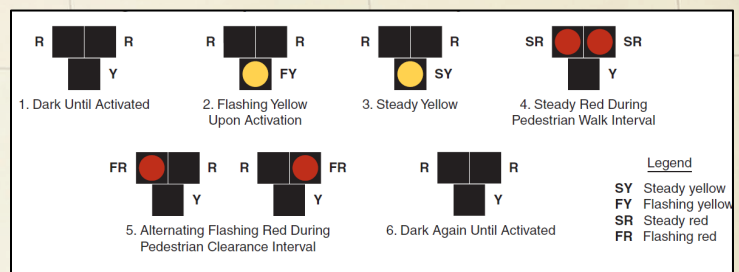 R R
Y
1. Dark Until Activated
R R
FY
2. Flashing Yellow
Upon Activation
R R
SY
3. Steady Yellow
SR SR
Y
4. Steady Red During
Pedestrian Walk Interval
FR R R FR
Y Y
5. Alternating Flashing Red During
Pedestrian Clearance Interval
R R
Y
6. Dark Again Until Activated
Legend
SY Steady yellow
FY Flashing yellow
SR Steady red
FR Flashing red